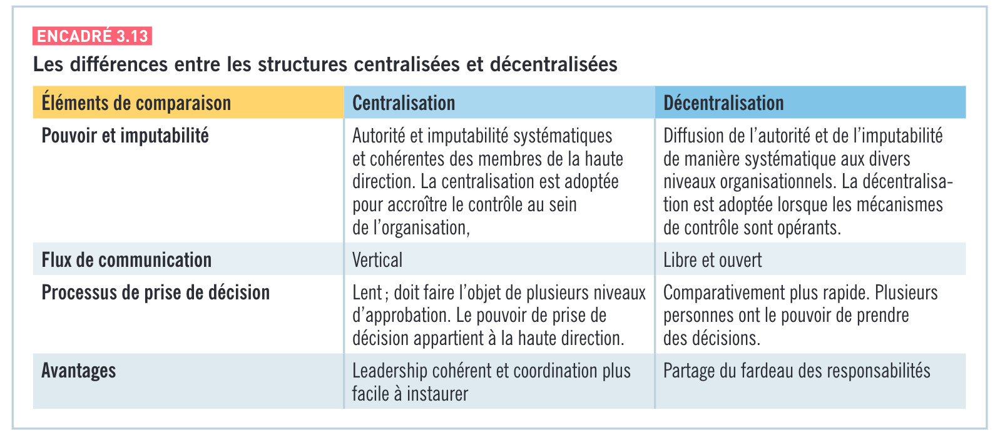 ENCADRÉ 3.13
Les différences entre les structures centralisées et décentralisées
Éléments de comparaison
Centralisation
Décentralisation
Pouvoir et imputabilité
Autorité et imputabilité systématiques
et cohérentes des membres de la haute
direction. La centralisation est adoptée
pour accroître le contrôle au sein
de l’organisation,
Diffusion de l’autorité et de l’imputabilité
de manière systématique aux divers
niveaux organisationnels. La décentralisa-
tion est adoptée lorsque les mécanismes
de contrôle sont opérants.
Flux de communication
Vertical
Libre et ouvert
Processus de prise de décision
Lent ; doit faire l’objet de plusieurs niveaux
d’approbation. Le pouvoir de prise de
décision appartient à la haute direction.
Comparativement plus rapide. Plusieurs
personnes ont le pouvoir de prendre
des décisions.
Avantages
Leadership cohérent et coordination plus
facile à instaurer
Partage du fardeau des responsabilités